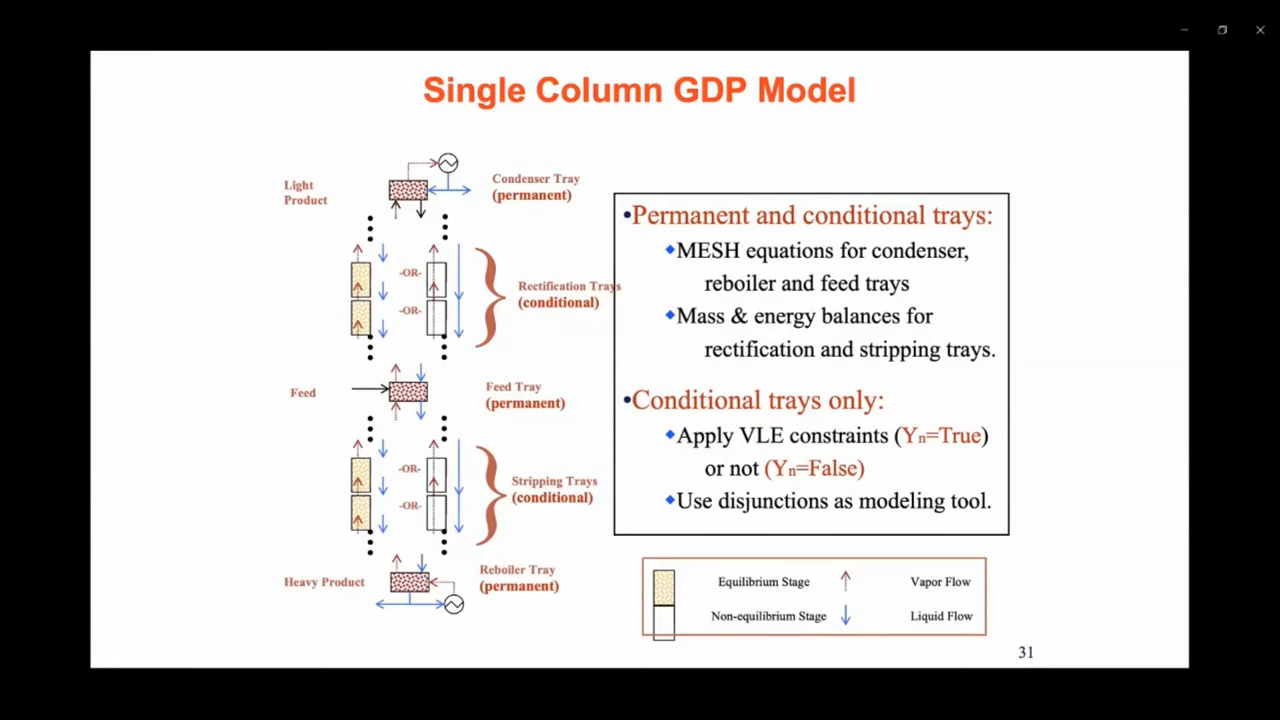 Single Column GDP Model
Light
Product
Condenser Tray
(permanent)
-OR-
-OR-
Rectification Trays
(conditional)
Feed
Feed Tray
(permanent)
-OR-
-OR-
Stripping Trays
(conditional)
Heavy Product
Reboiler Tray
(permanent)
•Permanent and conditional trays:
◆MESH equations for condenser,
reboiler and feed trays
◆Mass & energy balances for
rectification and stripping trays.
•Conditional trays only:
◆Apply VLE constraints (Yn=True)
or not (Yn=False)
◆Use disjunctions as modeling tool.
Equilibrium Stage
Vapor Flow
Non-equilibrium Stage
Liquid Flow
31